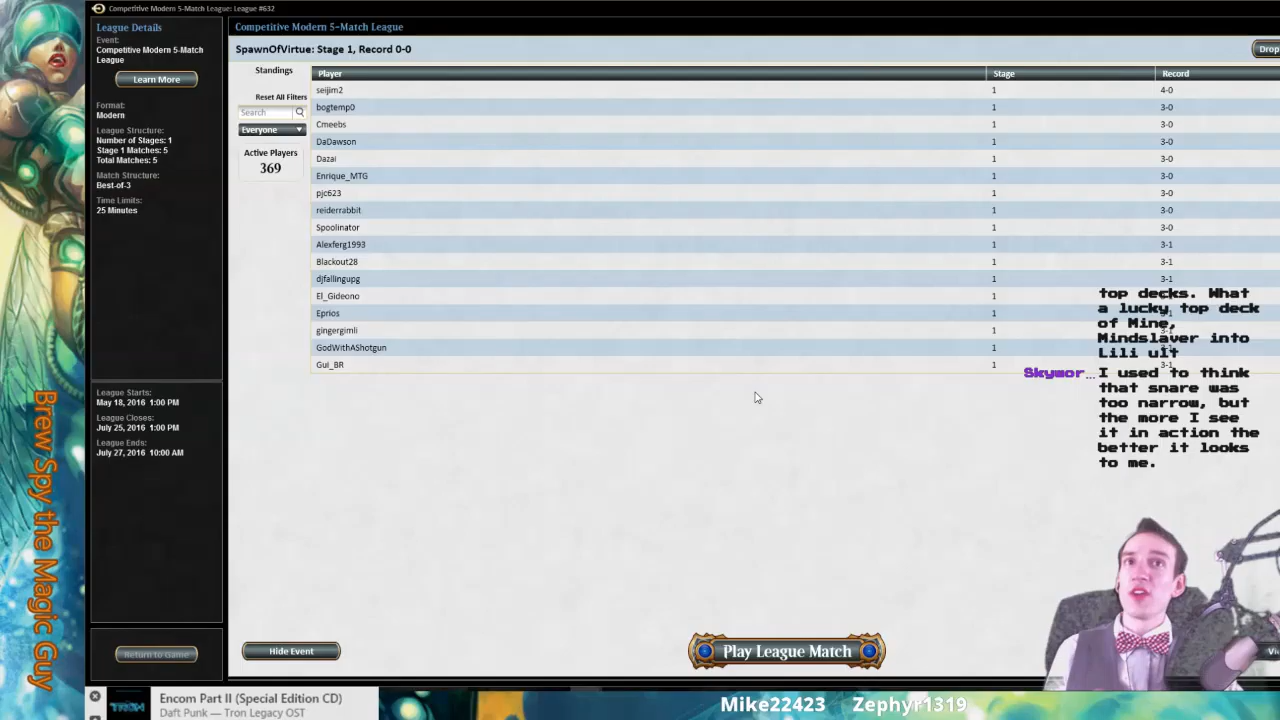 Competitive Modern 5-Match League: League #632
League Details
Event:
Competitive Modern 5-Match
League
Learn More
Format:
Modern
League Structure:
Number of Stages: 1
Stage 1 Matches: 5
Total Matches: 5
Match Structure:
Best-of-3
Time Limits:
25 Minutes
League Starts:
May 18, 2016 1:00 PM
League Closes:
July 25, 2016 1:00 PM
League Ends:
July 27, 2016 10:00 AM
Return to Game
Competitive Modern 5-Match League
SpawnOfVirtue: Stage 1, Record 0-0
Drop
Standings
Reset All Filters
Search
Everyone
Active Players
369
Player Stage Record
seijim2 1 4-0
bogtemp0 1 3-0
Cmeebs 1 3-0
DaDawson 1 3-0
Dazai 1 3-0
Enrique_MTG 1 3-0
pjc623 1 3-0
reiderrabbit 1 3-0
Spoolinator 1 3-0
Alexferg1993 1 3-1
Blackout28 1 3-1
djfallingupg 1 3-1
El_Gideono 1
Eprios 1
gingergimli 1
GodWithAShotgun 1
Gui_BR 1 3-1
top decks. What
a lucky top deck
of Mine,
Mindslaver into
Lili ult
Skywor... I used to think
that snare was
too narrow, but
the more I see
it in action the
better it looks
to me.
Hide Event
Play League Match
Vi
Brew Spy the Magic Guy
TRON
Encom Part II (Special Edition CD)
Daft Punk — Tron Legacy OST
Mike22423 Zephyr1319